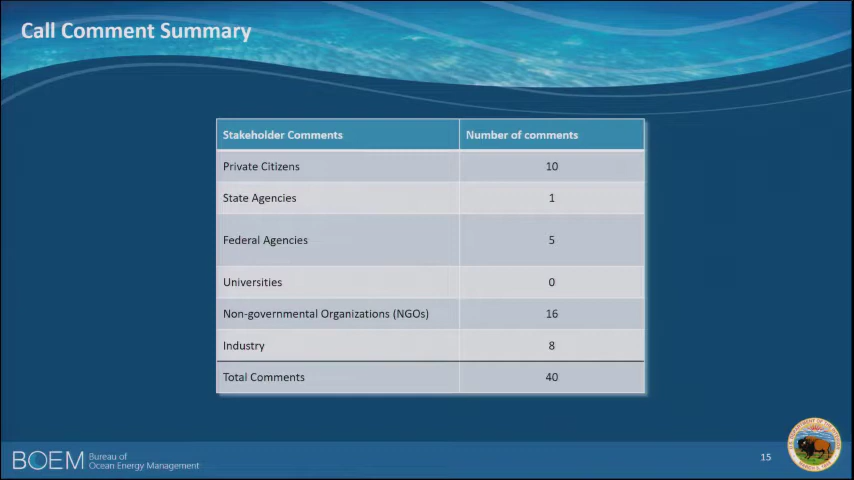 Call Comment Summary
Stakeholder Comments Number of comments
Private Citizens 10
State Agencies 1
Federal Agencies 5
Universities 0
Non-governmental Organizations (NGOs) 16
Industry 8
Total Comments 40
BOEM Bureau of
Ocean Energy Management
15